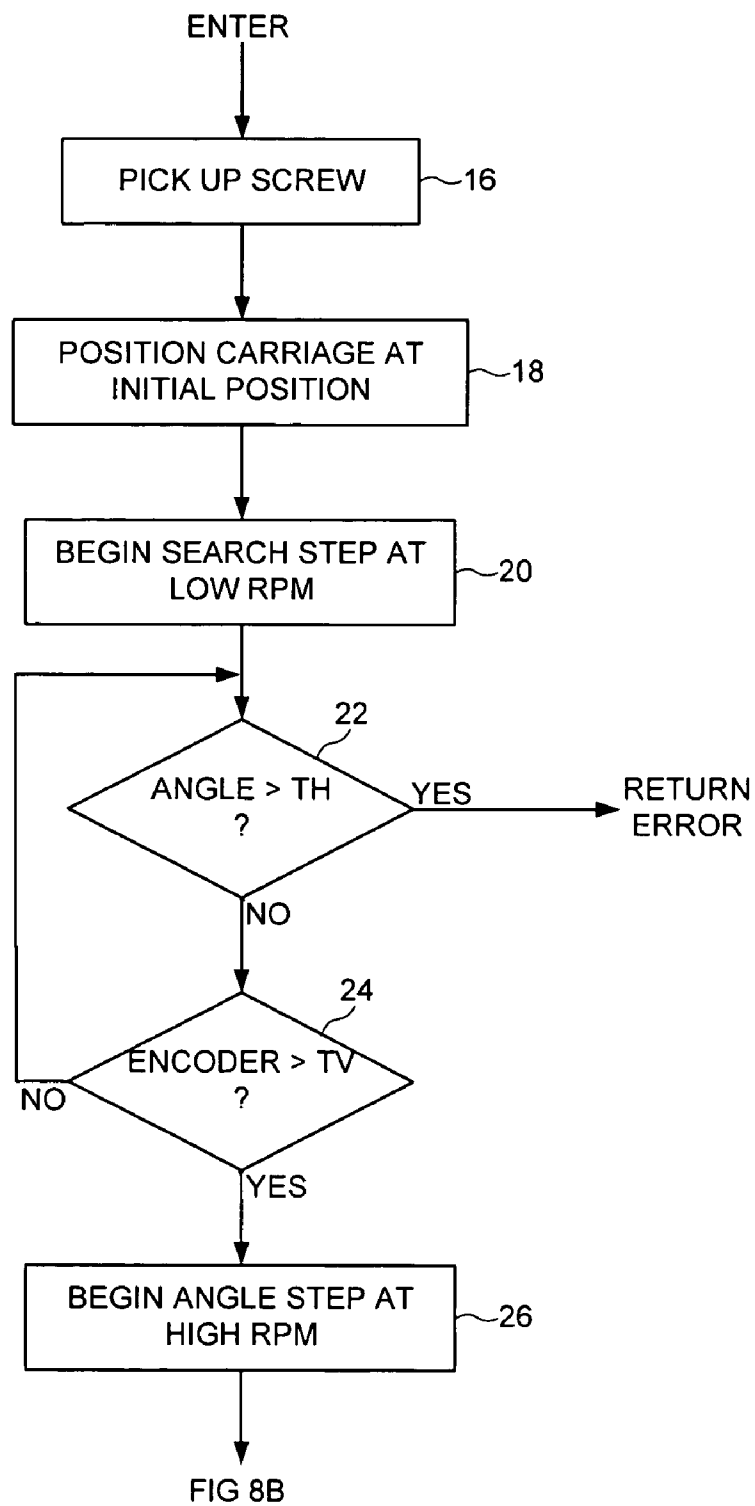 ENTER
PICK UP SCREW
16
POSITION CARRIAGE AT
INITIAL POSITION
18
BEGIN SEARCH STEP AT
LOW RPM
20
22
ANGLE > TH
?
YES
RETURN
ERROR
NO
24
ENCODER > TV
?
NO
YES
BEGIN ANGLE STEP AT
HIGH RPM
26
FIG 8B